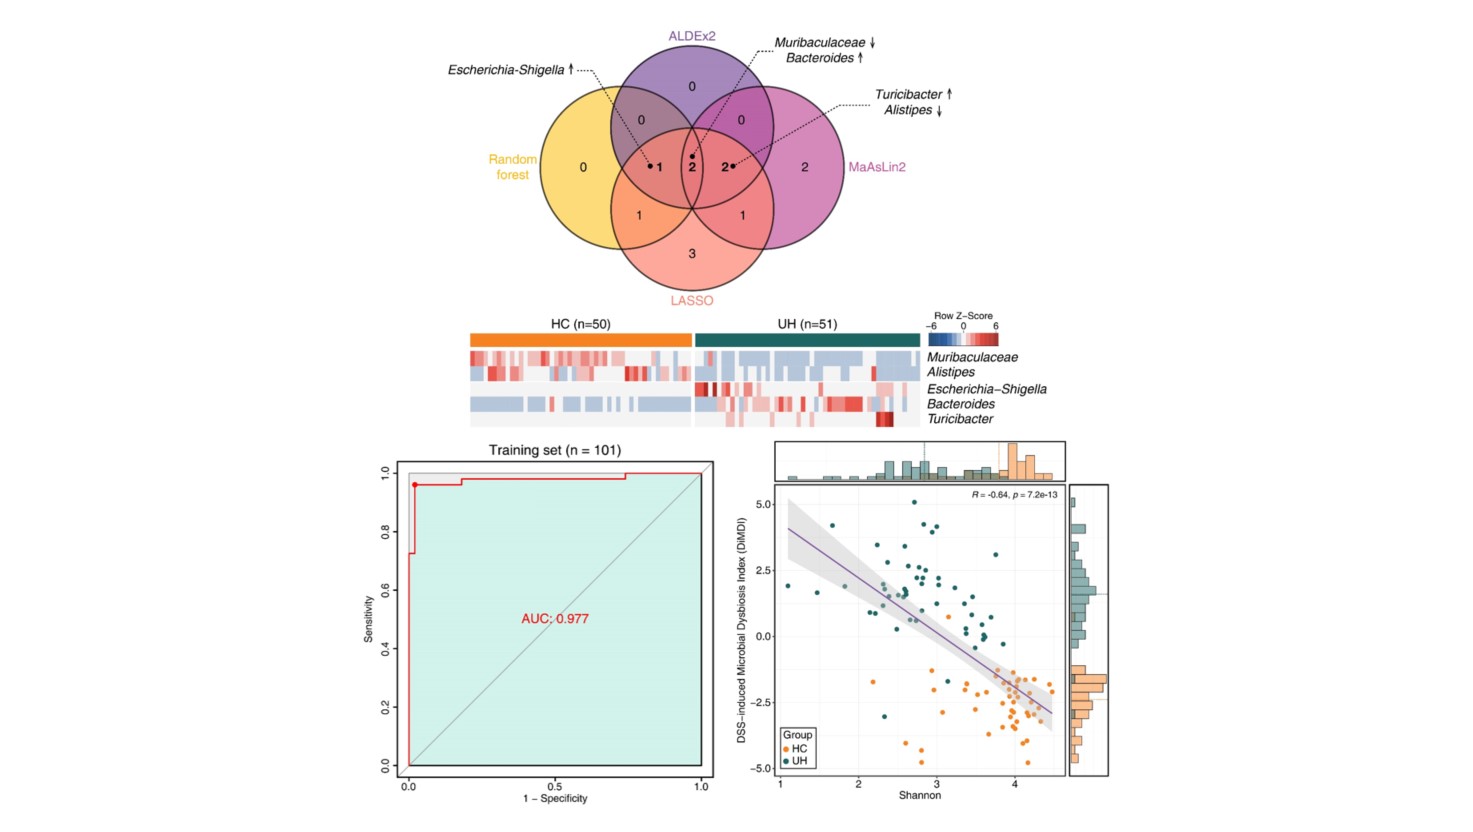 ALDEx2
Muribaculaceae ↓
Bacteroides ↑
Escherichia-Shigella ↑
Turicibacter ↑
Alistipes ↓
0
0
0
Random
forest
0
1
2
2
2
MaAsLin2
1
1
3
LASSO
HC (n=50)
UH (n=51)
Row Z−Score
−6 0 6
Muribaculaceae
Alistipes
Escherichia−Shigella
Bacteroides
Turicibacter
Training set (n = 101)
Sensitivity
1.0
0.8
0.6
0.4
0.2
0.0
AUC: 0.977
0.0 0.5 1.0
1 − Specificity
R = -0.64, p = 7.2e-13
DSS−induced Microbial Dysbiosis Index (DiMDI)
5.0
2.5
0.0
−2.5
−5.0
Group
HC
UH
1 2 3 4
Shannon